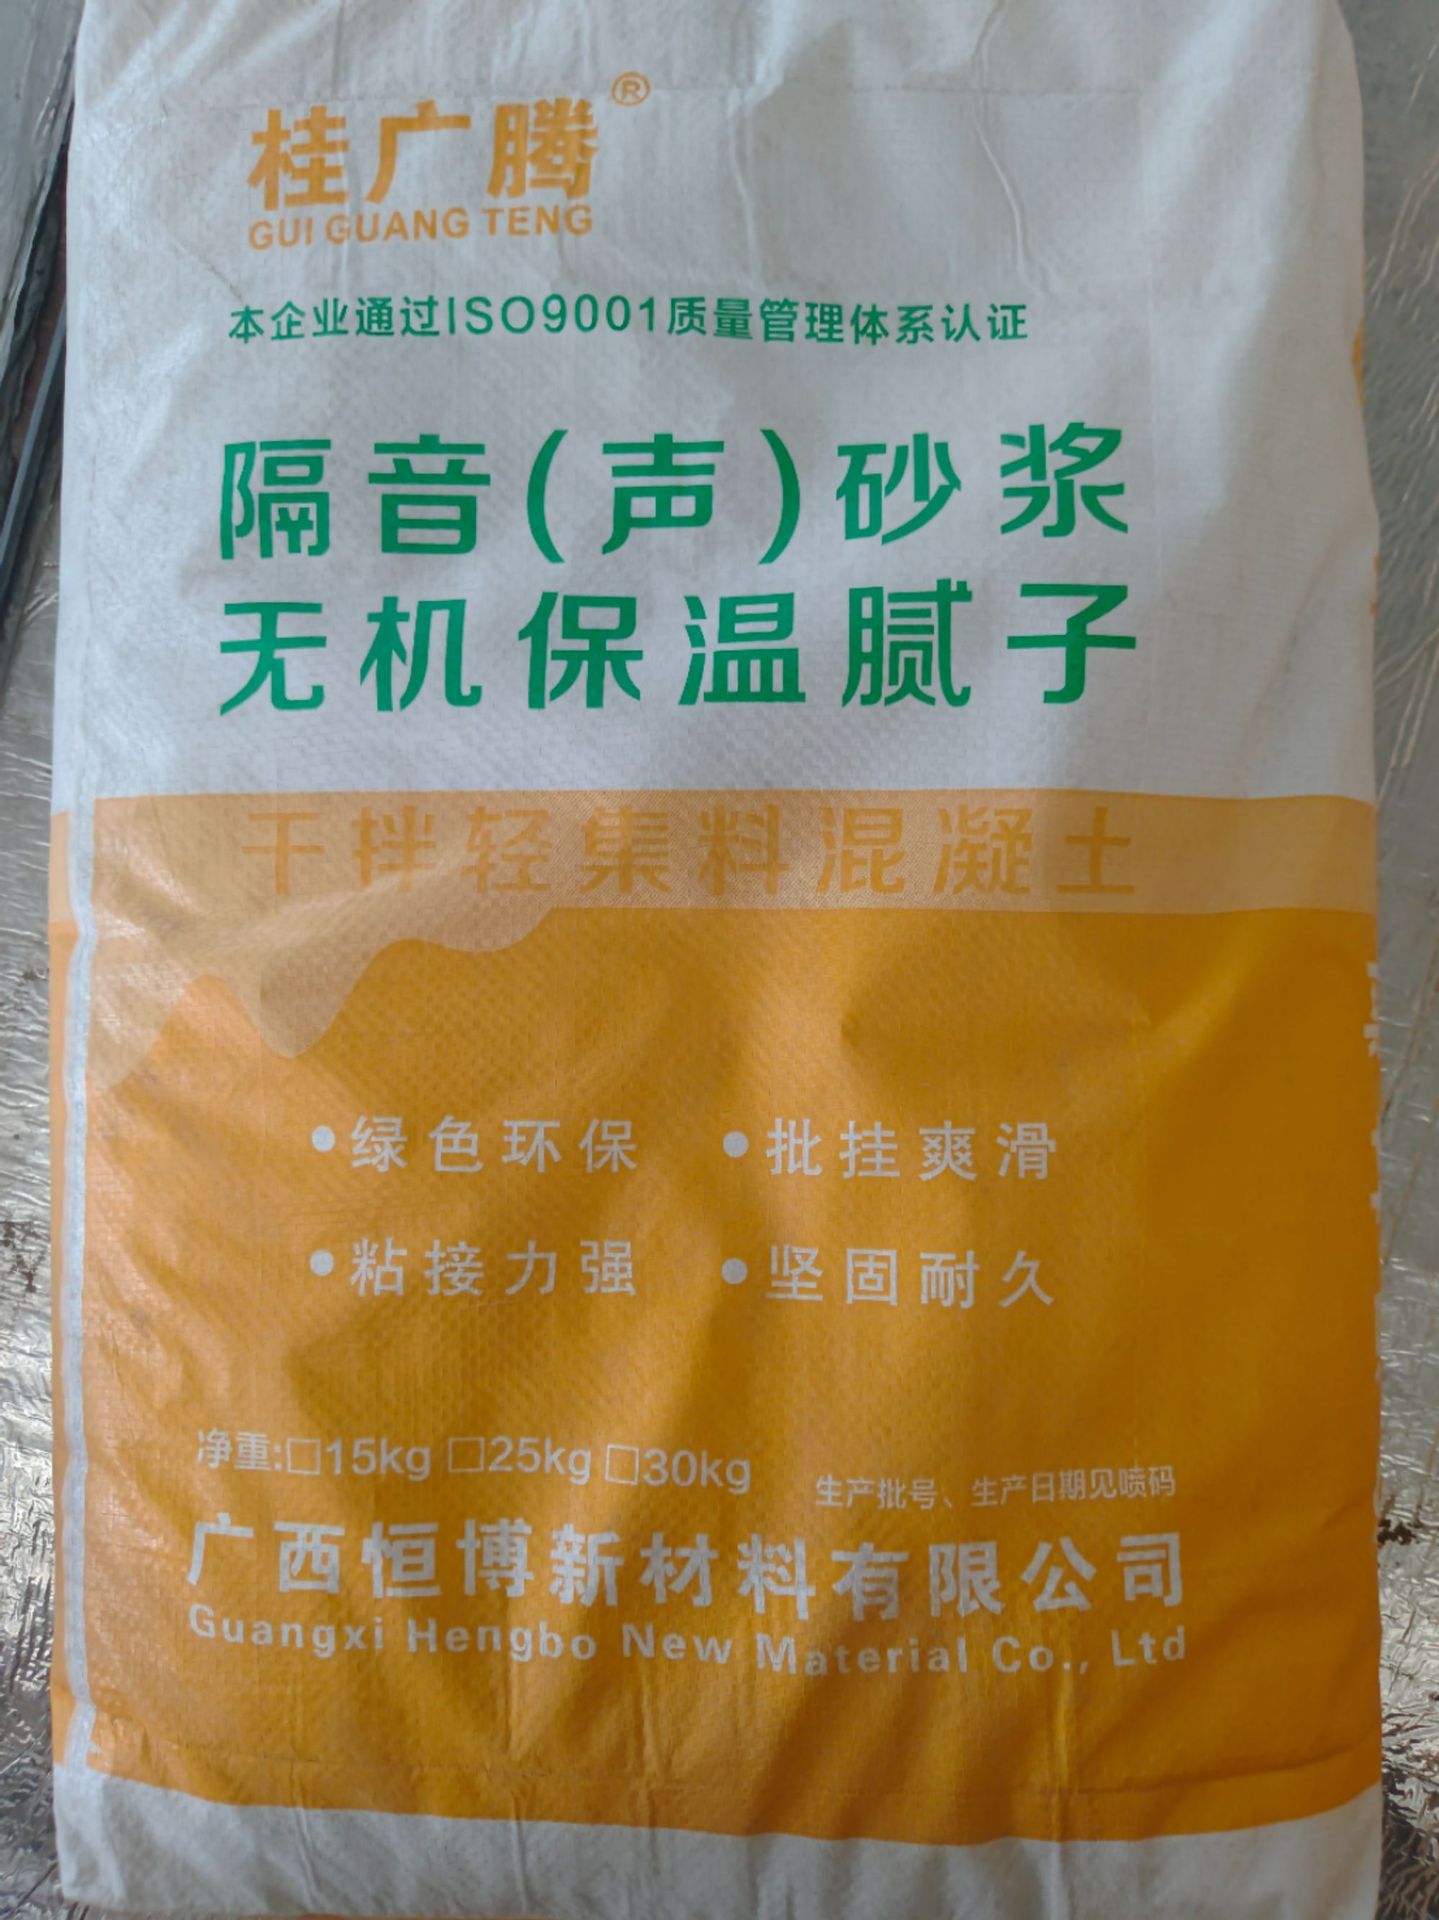 桂广腾®
GUI GUANG TENG
本企业通过ISO9001质量管理体系认证
隔音(声)砂浆
无机保温腻子
干拌轻集料混凝土
•绿色环保 •批挂爽滑
•粘接力强 •坚固耐久
净重:□15kg □25kg □30kg 生产批号、生产日期见喷码
广西恒博新材料有限公司
Guangxi Hengbo New Material Co., Ltd